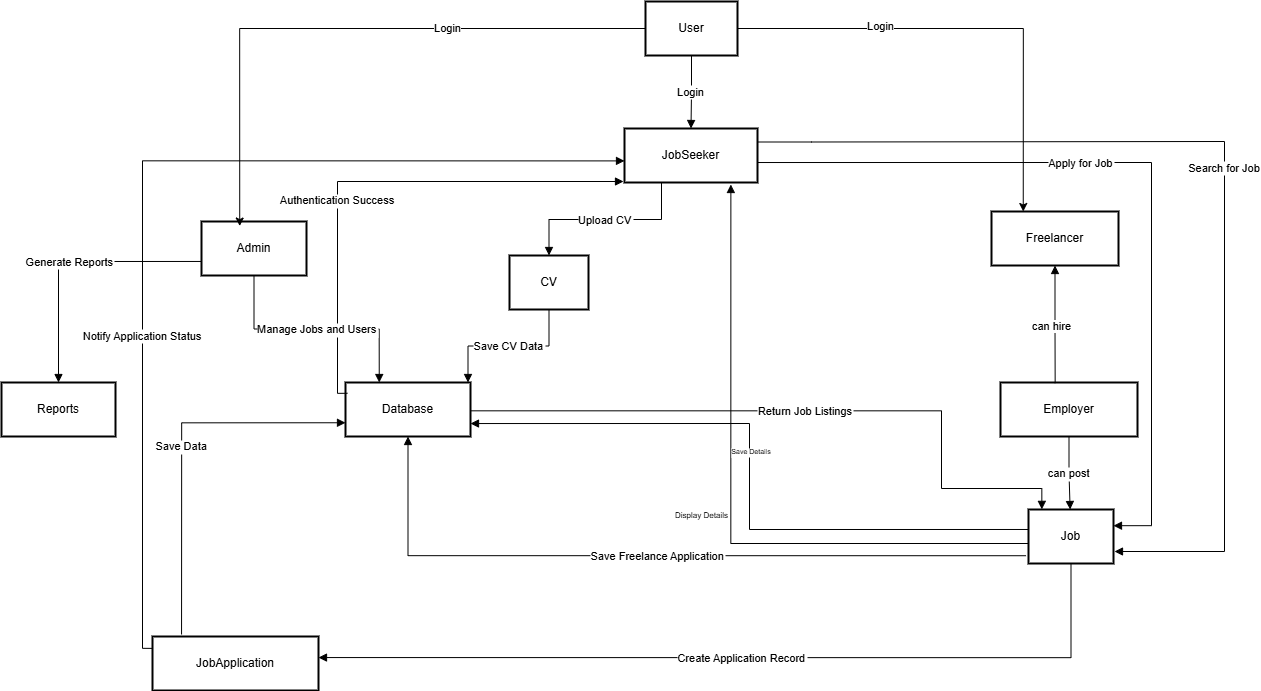 User
Login
Login
Login
JobSeeker
Apply for Job
Search for Job
Authentication Success
Upload CV
Admin
Freelancer
Generate Reports
CV
Manage Jobs and Users
can hire
Notify Application Status
Save CV Data
Reports
Database
Return Job Listings
Employer
Save Data
Save Details
can post
Display Details
Job
Save Freelance Application
JobApplication
Create Application Record